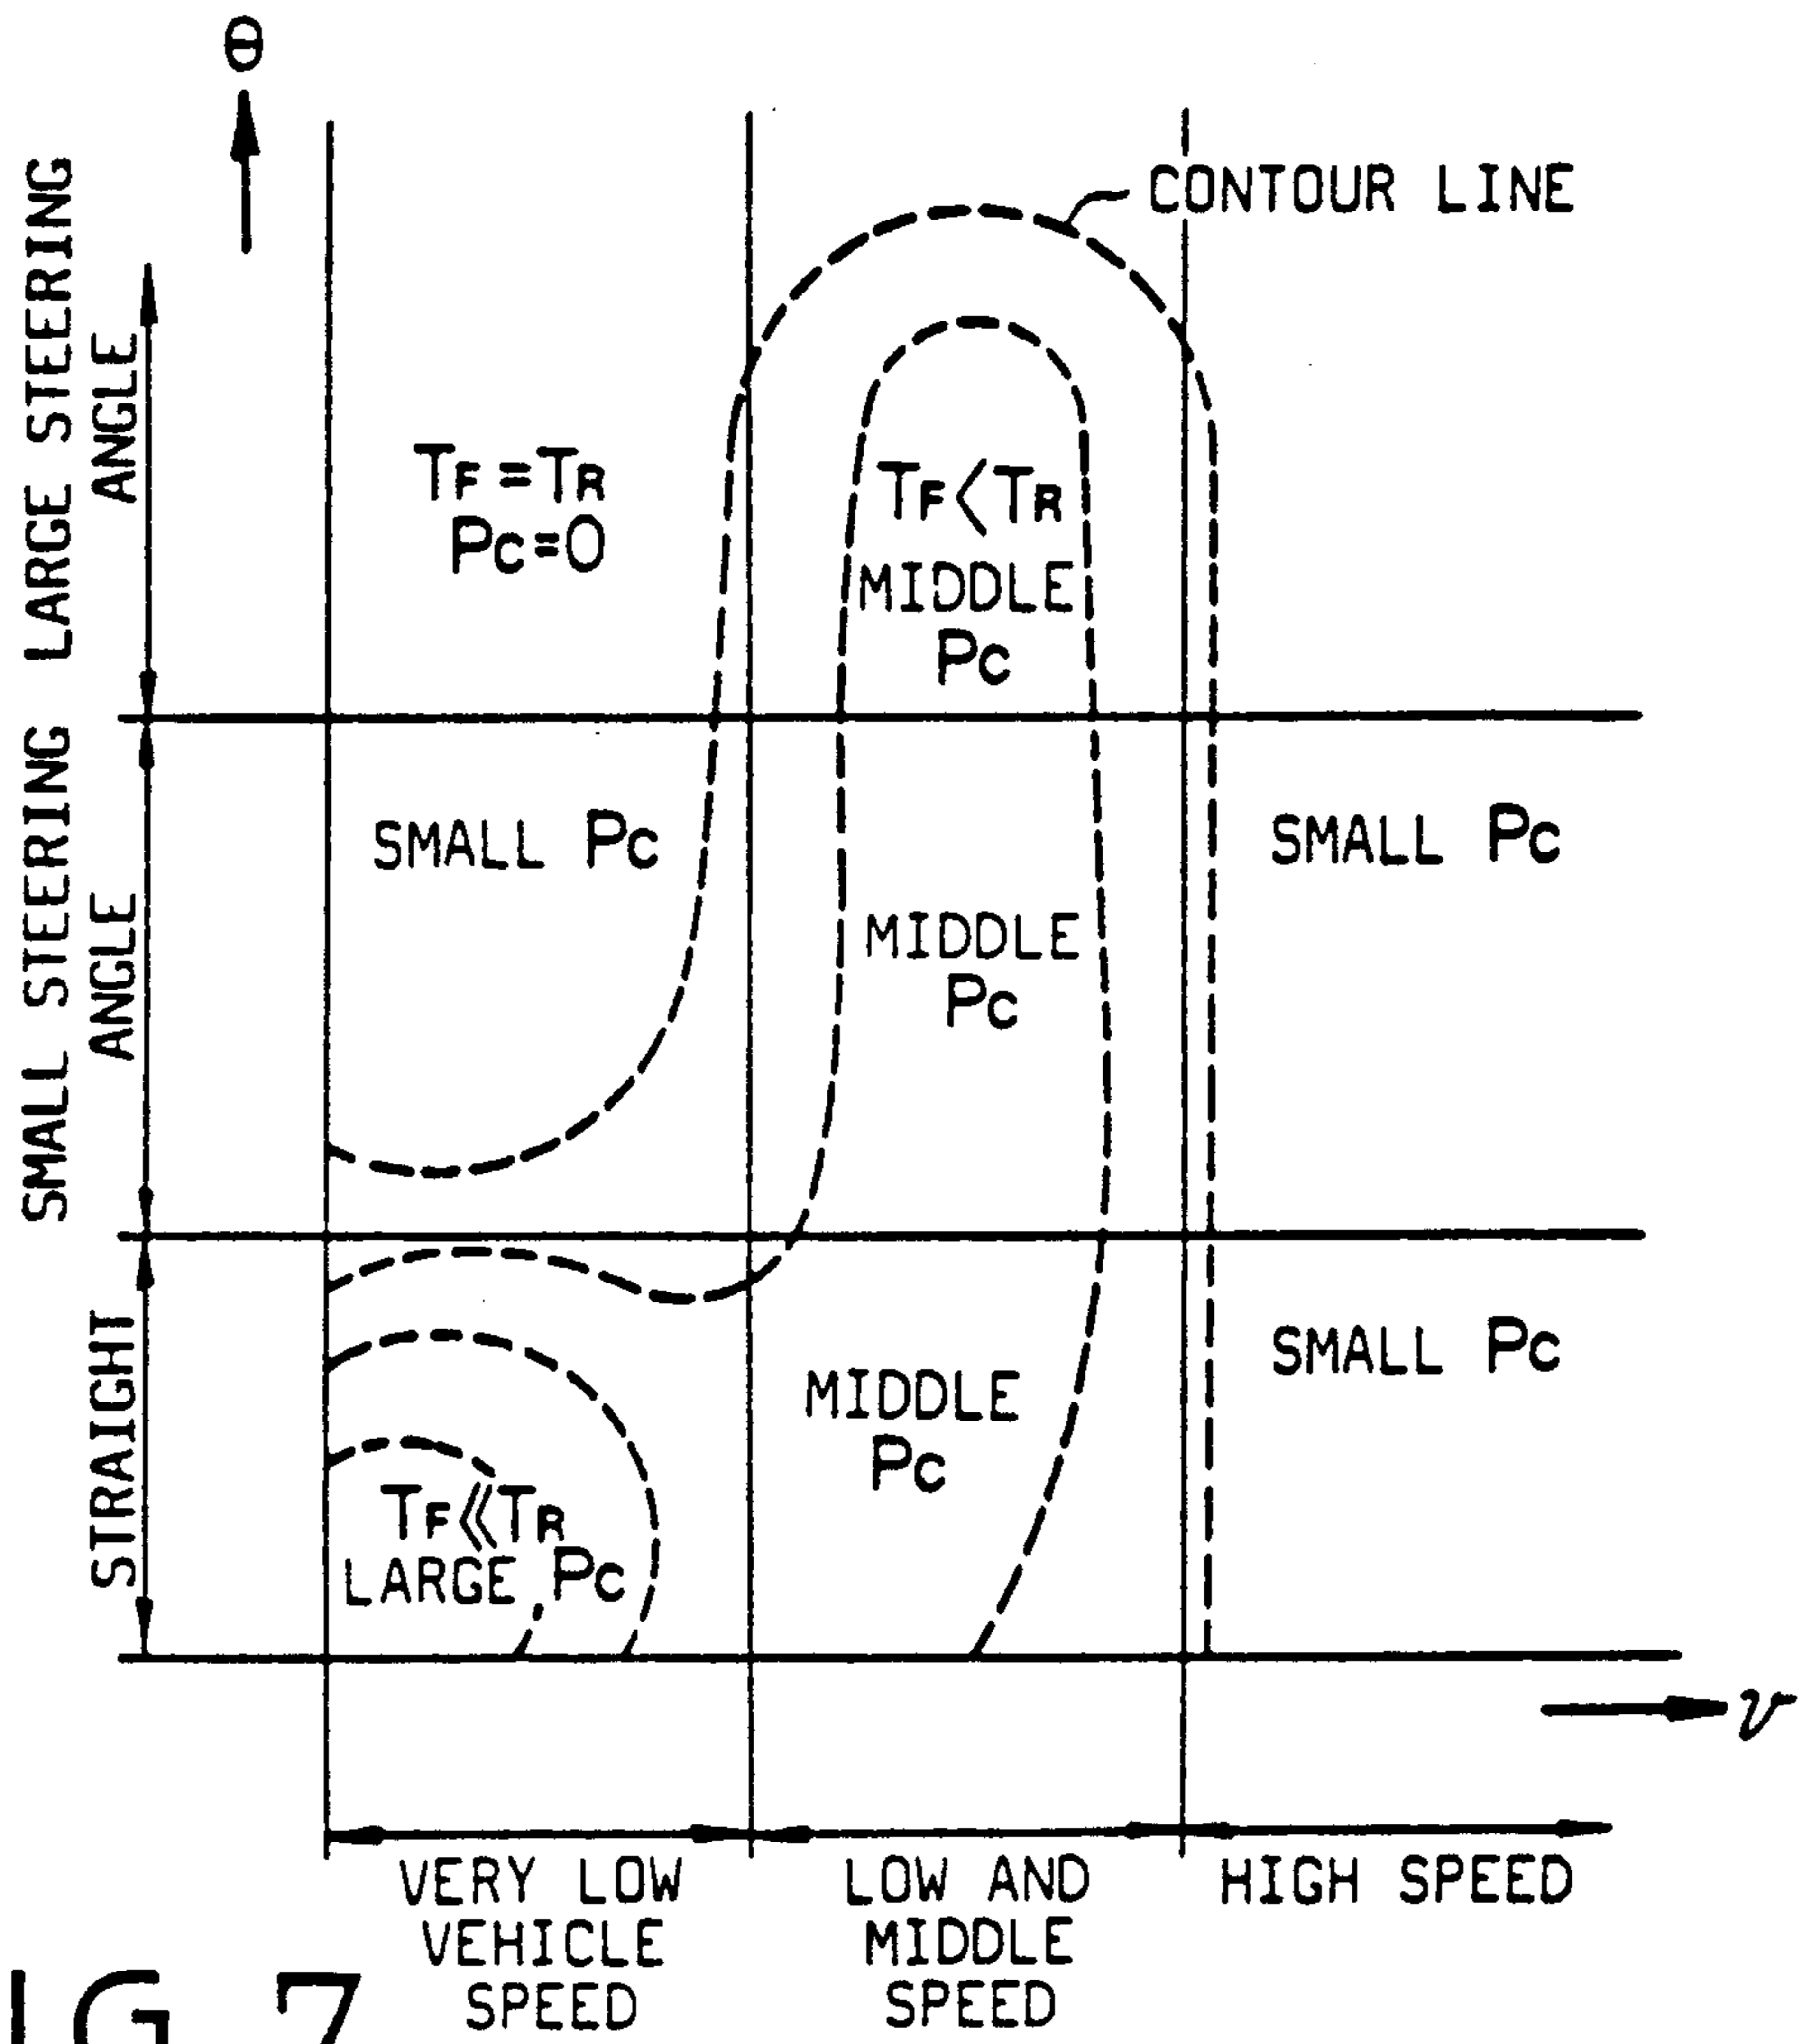 Θ
LARGE STEERING
ANGLE
SMALL STEERING
ANGLE
STRAIGHT
CONTOUR LINE
TF=TR
PC=0
TF<TR
MIDDLE
PC
SMALL PC
SMALL PC
MIDDLE
PC
SMALL PC
MIDDLE
PC
TF≪TR
LARGE PC
v
VERY LOW
VEHICLE
SPEED
LOW AND
MIDDLE
SPEED
HIGH SPEED
IG. 7